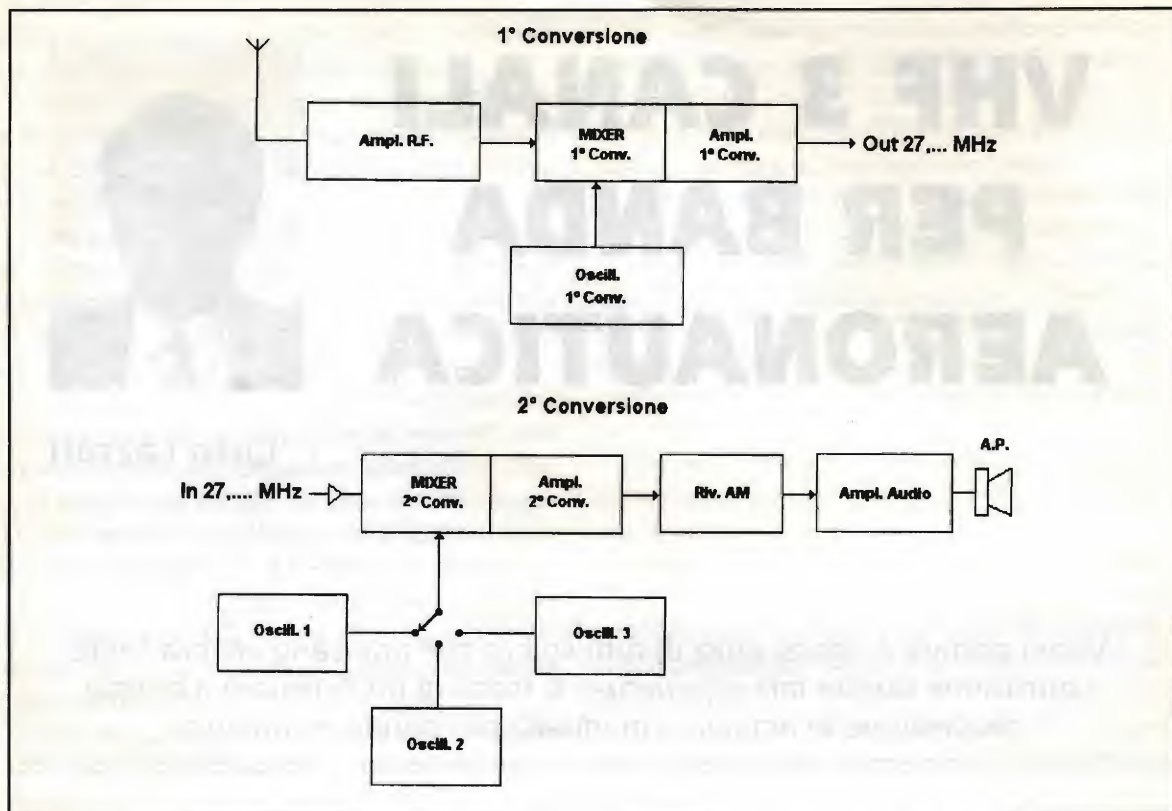 1° Conversione
Ampl. R.F.
MIXER
1° Conv.
Ampl.
1° Conv.
Out 27,... MHz
Oscill.
1° Conv.
2° Conversione
A.P.
In 27,.... MHz
MIXER
2° Conv.
Ampl.
2° Conv.
Riv. AM
Ampl. Audio
Oscill. 1
Oscill. 3
Oscill. 2
VHF 3 CANALI
PER BANDA
AERONAUTICA